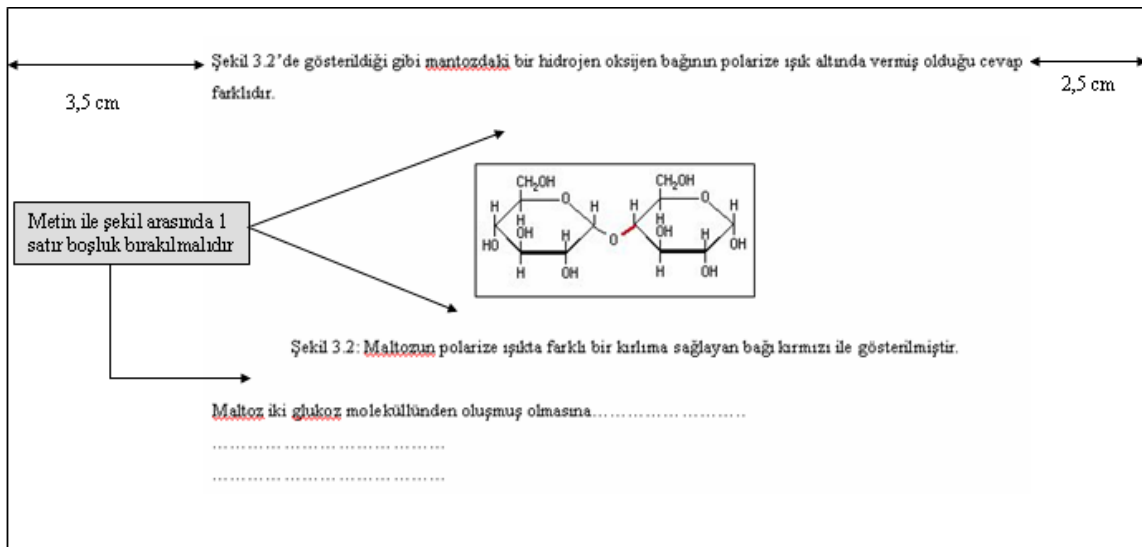 Şekil 3.2’de gösterildiği gibi mantozdaki bir hidrojen oksijen bağının polarize ışık altında vermiş olduğu cevap
farklıdır.
3,5 cm
2,5 cm
Metin ile şekil arasında 1
satır boşluk bırakılmalıdır
CH₂OH
CH₂OH
O
O
H
H
H
H
H
H
OH
H
OH
H
HO
O
OH
H
OH
H
OH
Şekil 3.2: Maltozun polarize ışıkta farklı bir kırlıma sağlayan bağı kırmızı ile gösterilmiştir.
Maltoz iki glukoz moleküllünden oluşmuş olmasına………………………
……………………………………
……………………………………